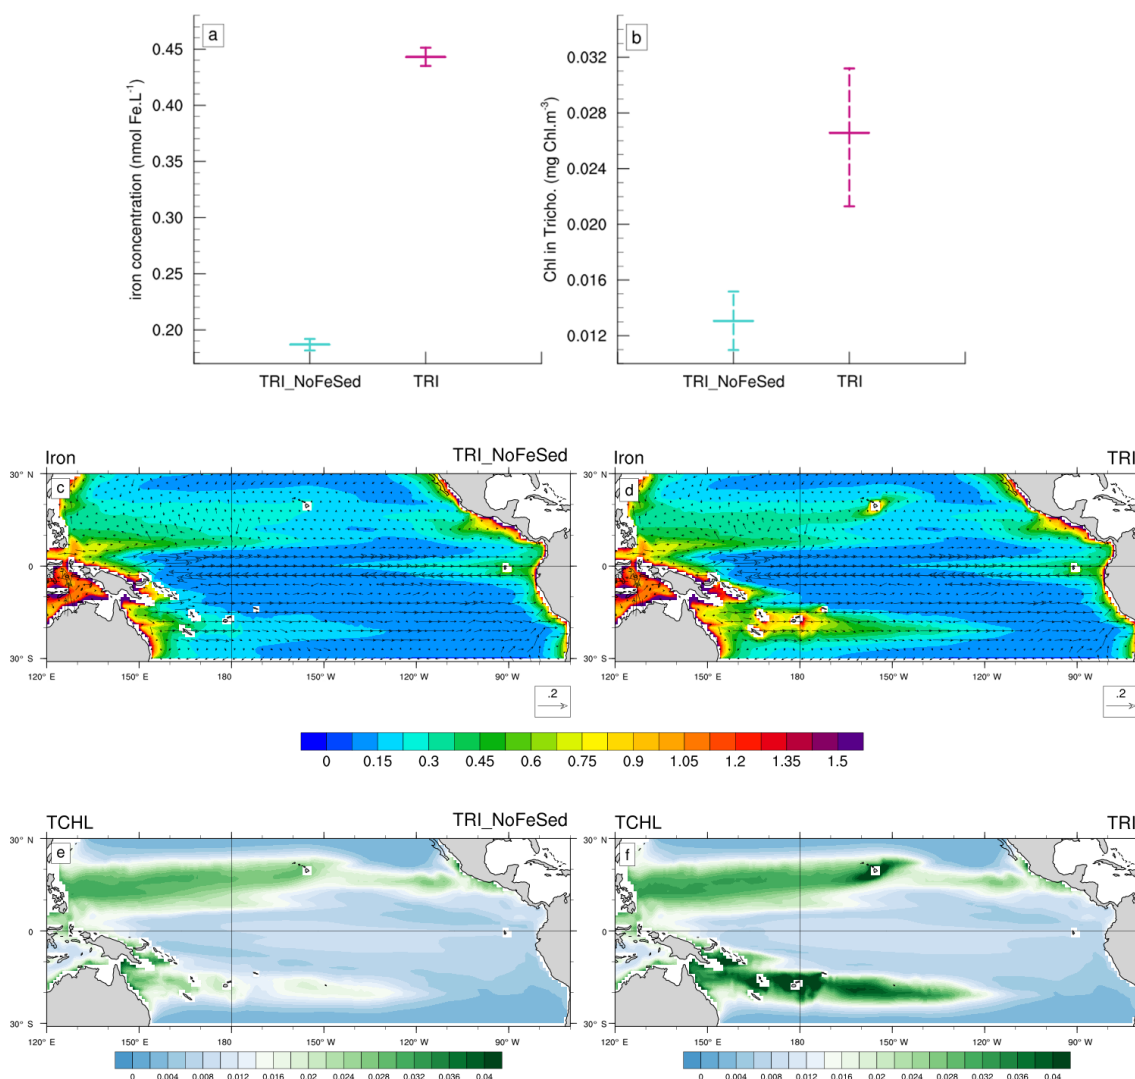 a
iron concentration (nmol Fe.L-1)
0.45
0.40
0.35
0.30
0.25
0.20
TRI_NoFeSed TRI
b
Chl in Tricho. (mg Chl.m-3)
0.032
0.028
0.024
0.020
0.016
0.012
TRI_NoFeSed TRI
Iron TRI_NoFeSed
c
30° N
0
30° S
120° E 150° E 180° 150° W 120° W 90° W
.2
Iron TRI
d
30° N
0
30° S
120° E 150° E 180° 150° W 120° W 90° W
.2
0 0.15 0.3 0.45 0.6 0.75 0.9 1.05 1.2 1.35 1.5
TCHL TRI_NoFeSed
e
30° N
0
30° S
120° E 150° E 180° 150° W 120° W 90° W
0 0.004 0.008 0.012 0.016 0.02 0.024 0.028 0.032 0.036 0.04
TCHL TRI
f
30° N
0
30° S
120° E 150° E 180° 150° W 120° W 90° W
0 0.004 0.008 0.012 0.016 0.02 0.024 0.028 0.032 0.036 0.04